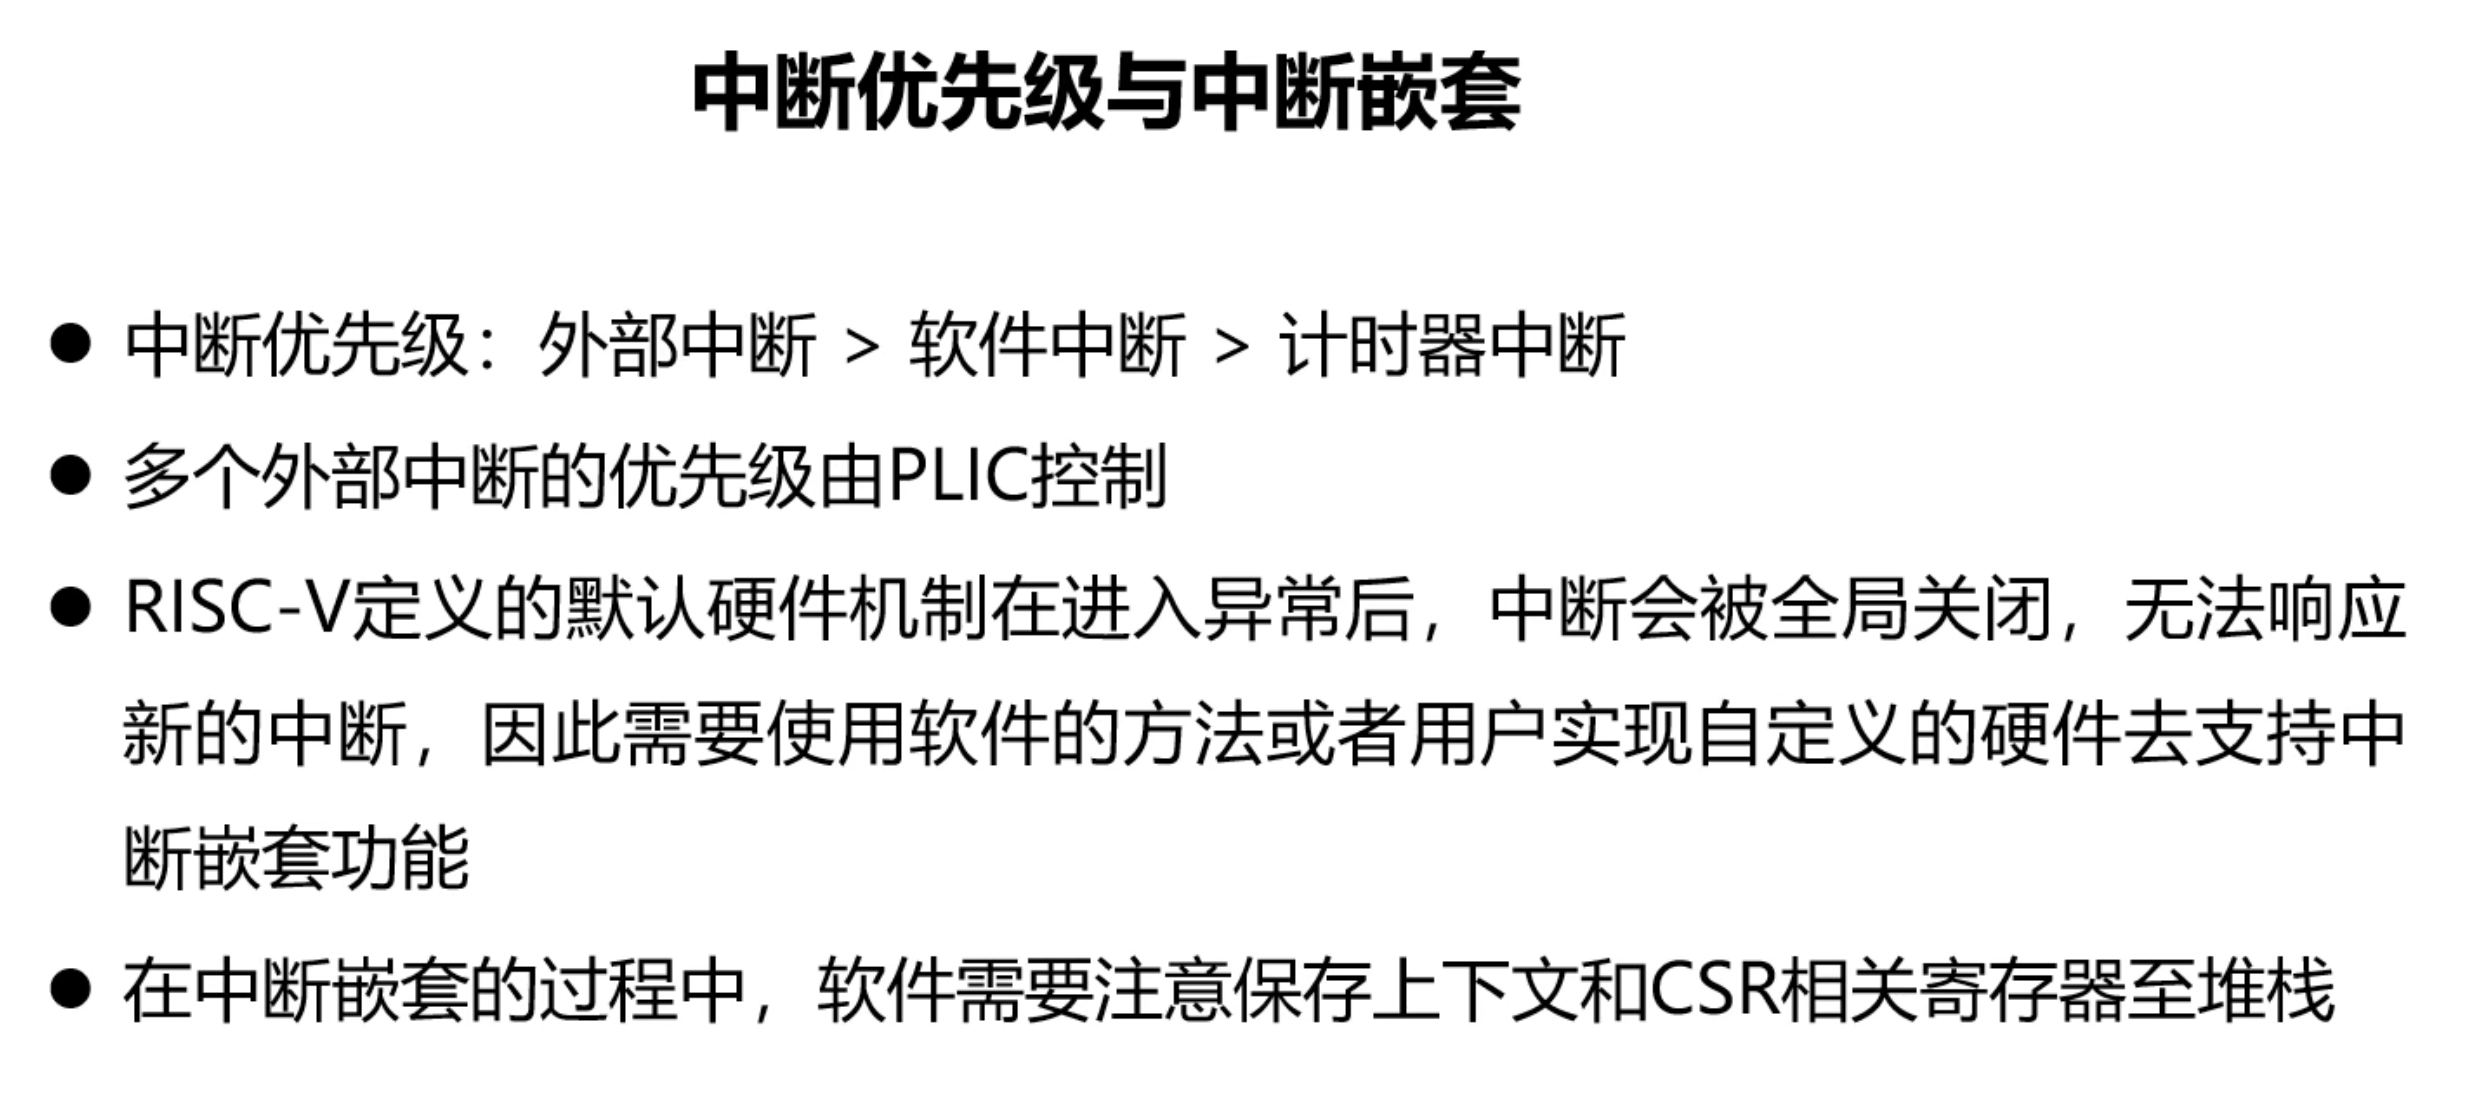 中断优先级与中断嵌套
● 中断优先级：外部中断 > 软件中断 > 计时器中断
● 多个外部中断的优先级由PLIC控制
● RISC-V定义的默认硬件机制在进入异常后，中断会被全局关闭，无法响应
新的中断，因此需要使用软件的方法或者用户实现自定义的硬件去支持中
断嵌套功能
● 在中断嵌套的过程中，软件需要注意保存上下文和CSR相关寄存器至堆栈